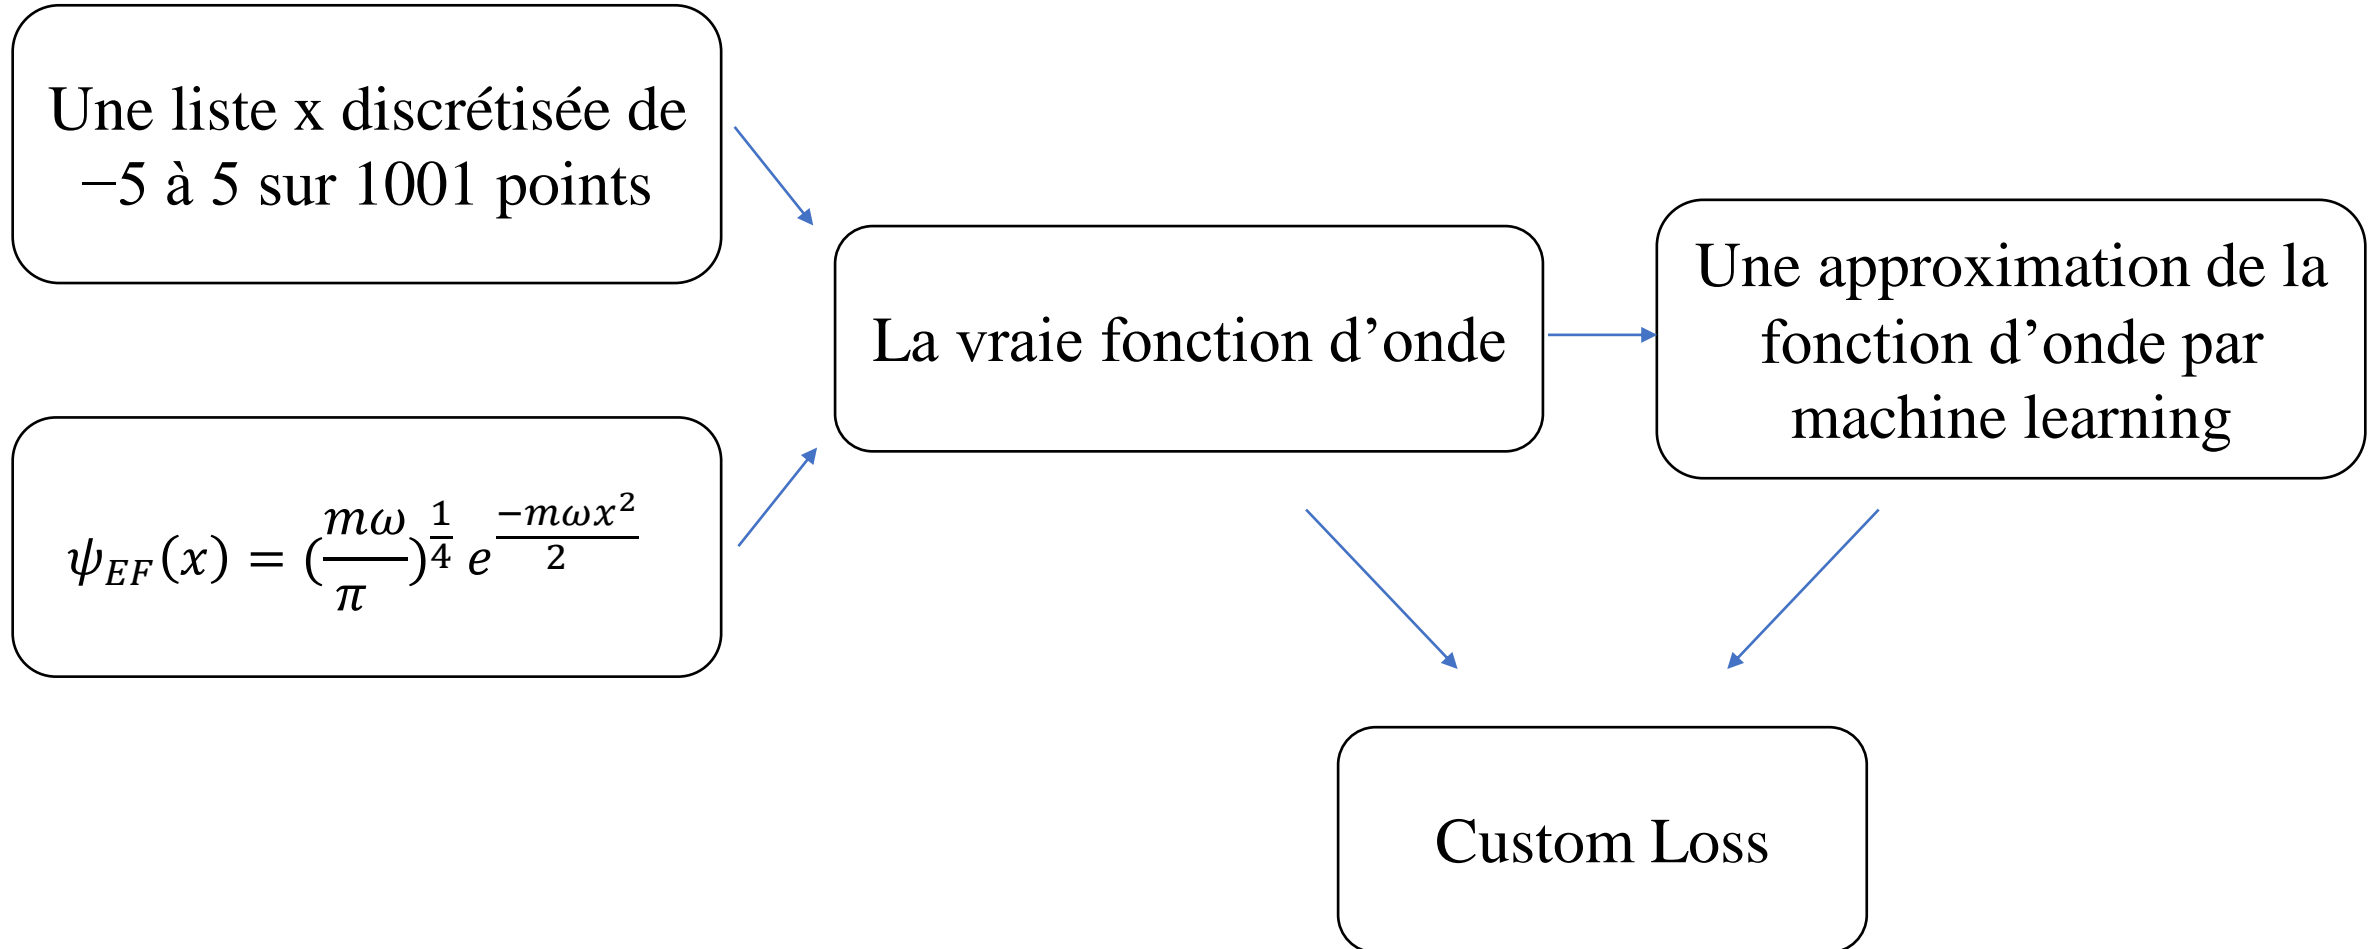 Une liste x discrétisée de
−5 à 5 sur 1001 points
La vraie fonction d’onde
Une approximation de la
fonction d’onde par
machine learning
ψ_EF(x) = (mω/π)^(1/4) e^(−mωx²/2)
Custom Loss